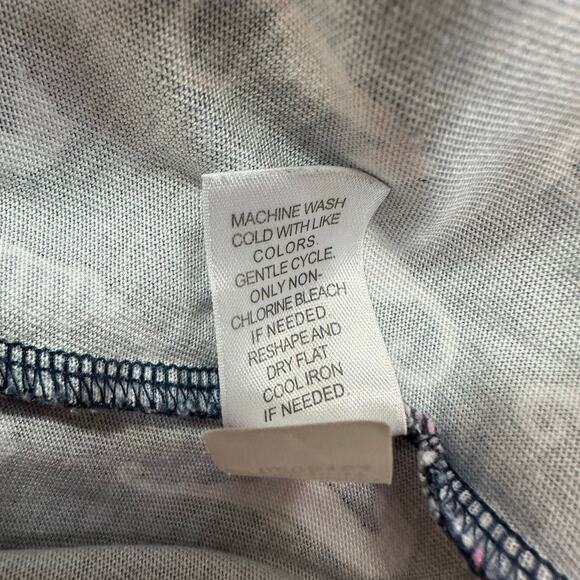 MACHINE WASH
COLD WITH LIKE
COLORS.
GENTLE CYCLE.
ONLY NON-
CHLORINE BLEACH
IF NEEDED
RESHAPE AND
DRY FLAT
COOL IRON
IF NEEDED.